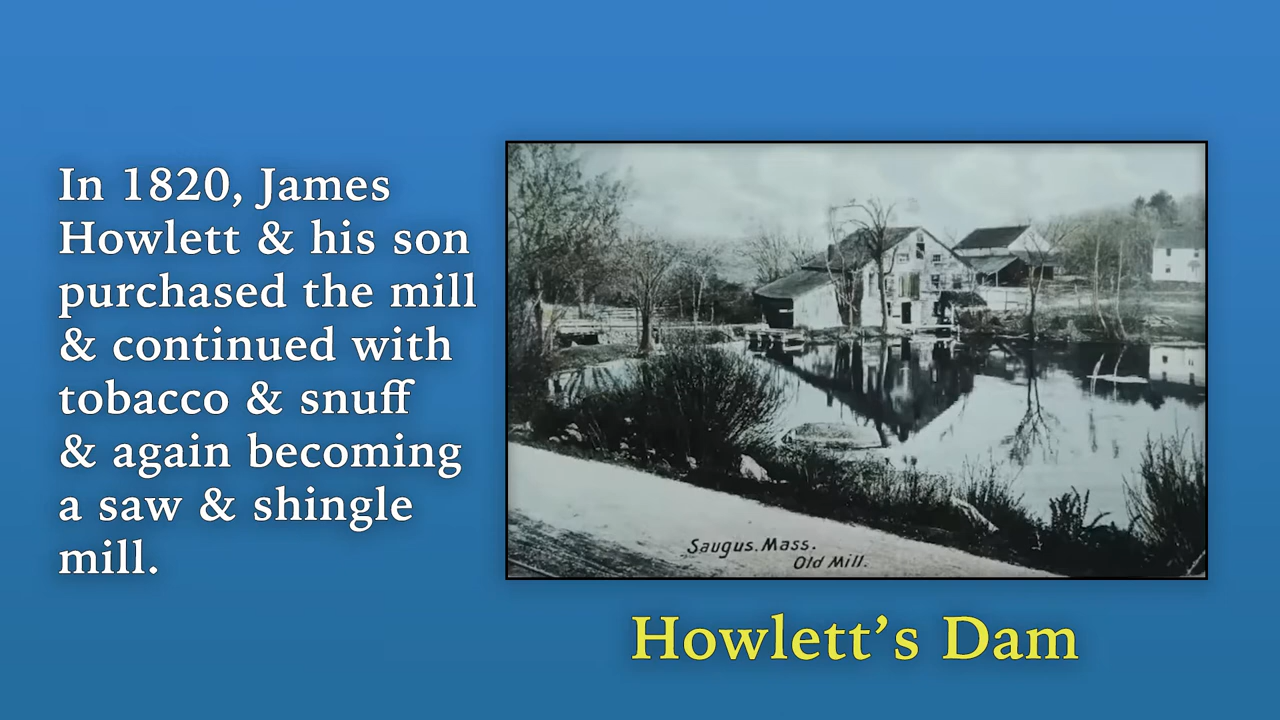 In 1820, James
Howlett & his son
purchased the mill
& continued with
tobacco & snuff
& again becoming
a saw & shingle
mill.
Saugus. Mass.
Old Mill.
Howlett’s Dam